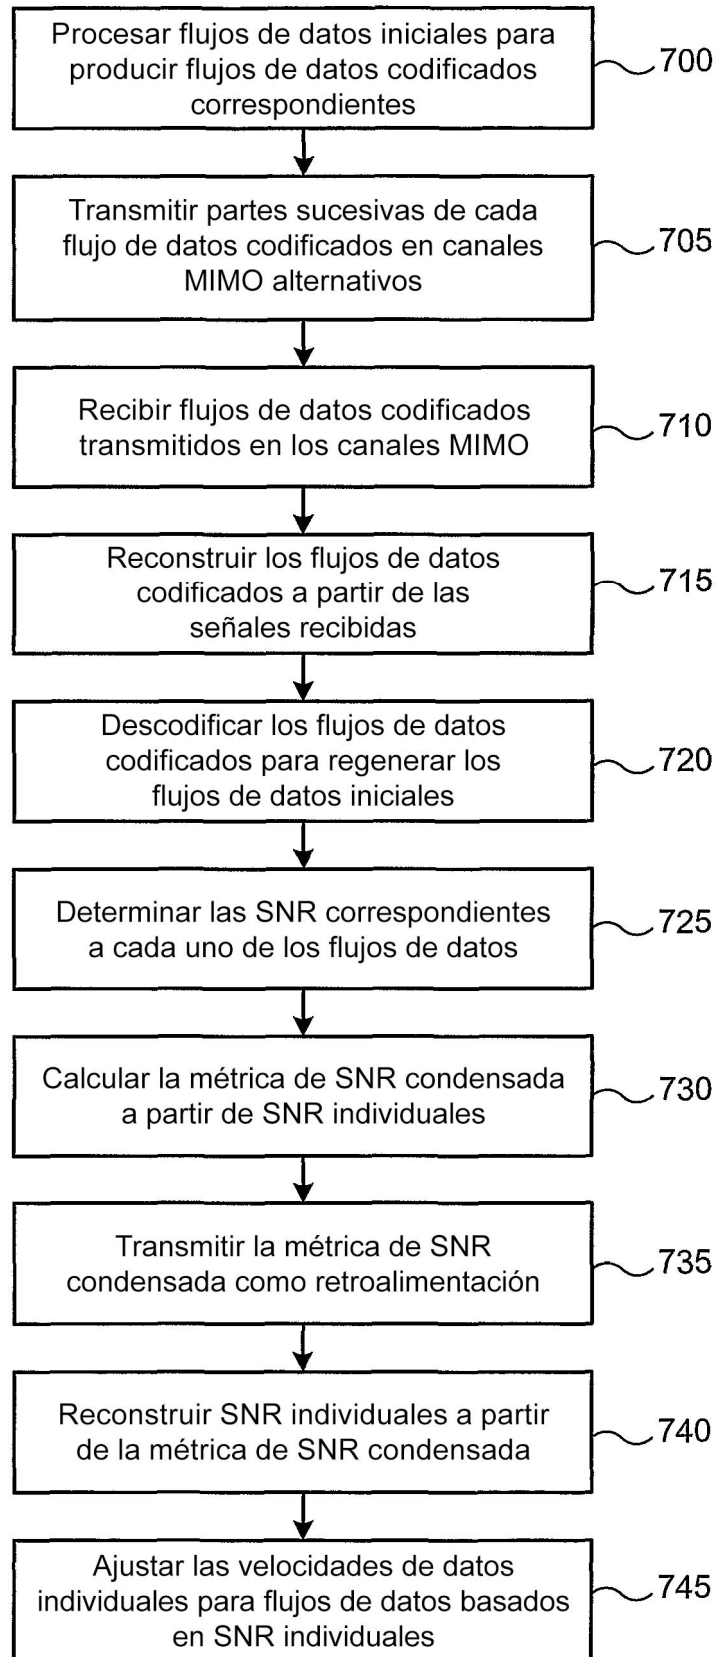 Procesar flujos de datos iniciales para
producir flujos de datos codificados
correspondientes
700
Transmitir partes sucesivas de cada
flujo de datos codificados en canales
MIMO alternativos
705
Recibir flujos de datos codificados
transmitidos en los canales MIMO
710
Reconstruir los flujos de datos
codificados a partir de las
señales recibidas
715
Descodificar los flujos de datos
codificados para regenerar los
flujos de datos iniciales
720
Determinar las SNR correspondientes
a cada uno de los flujos de datos
725
Calcular la métrica de SNR condensada
a partir de SNR individuales
730
Transmitir la métrica de SNR
condensada como retroalimentación
735
Reconstruir SNR individuales a partir
de la métrica de SNR condensada
740
Ajustar las velocidades de datos
individuales para flujos de datos basados
en SNR individuales
745